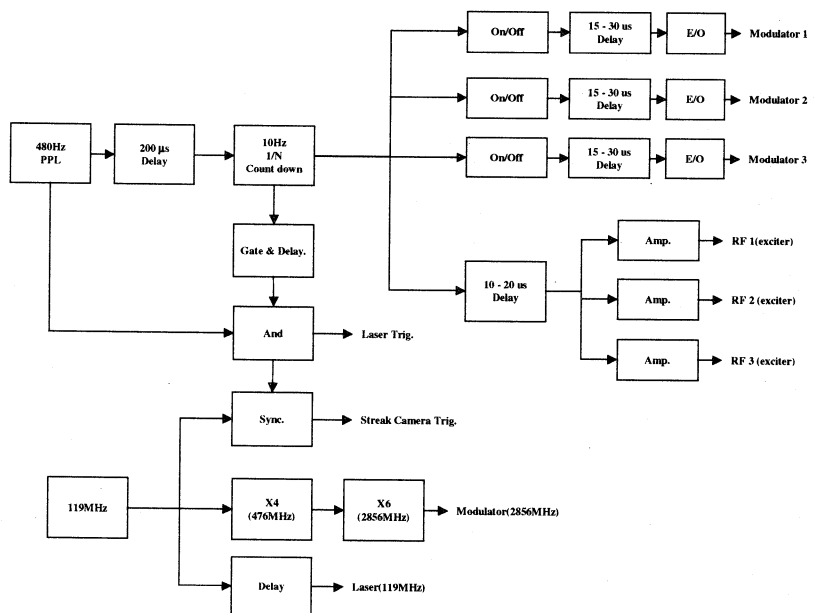 On/Off
15 - 30 us
Delay
E/O
Modulator 1
On/Off
15 - 30 us
Delay
E/O
Modulator 2
480Hz
PPL
200 µs
Delay
10Hz
1/N
Count down
On/Off
15 - 30 us
Delay
E/O
Modulator 3
Gate & Delay.
10 - 20 us
Delay
Amp.
RF 1(exciter)
Amp.
RF 2 (exciter)
Amp.
RF 3 (exciter)
And
Laser Trig.
Sync.
Streak Camera Trig.
119MHz
X4
(476MHz)
X6
(2856MHz)
Modulator(2856MHz)
Delay
Laser(119MHz)